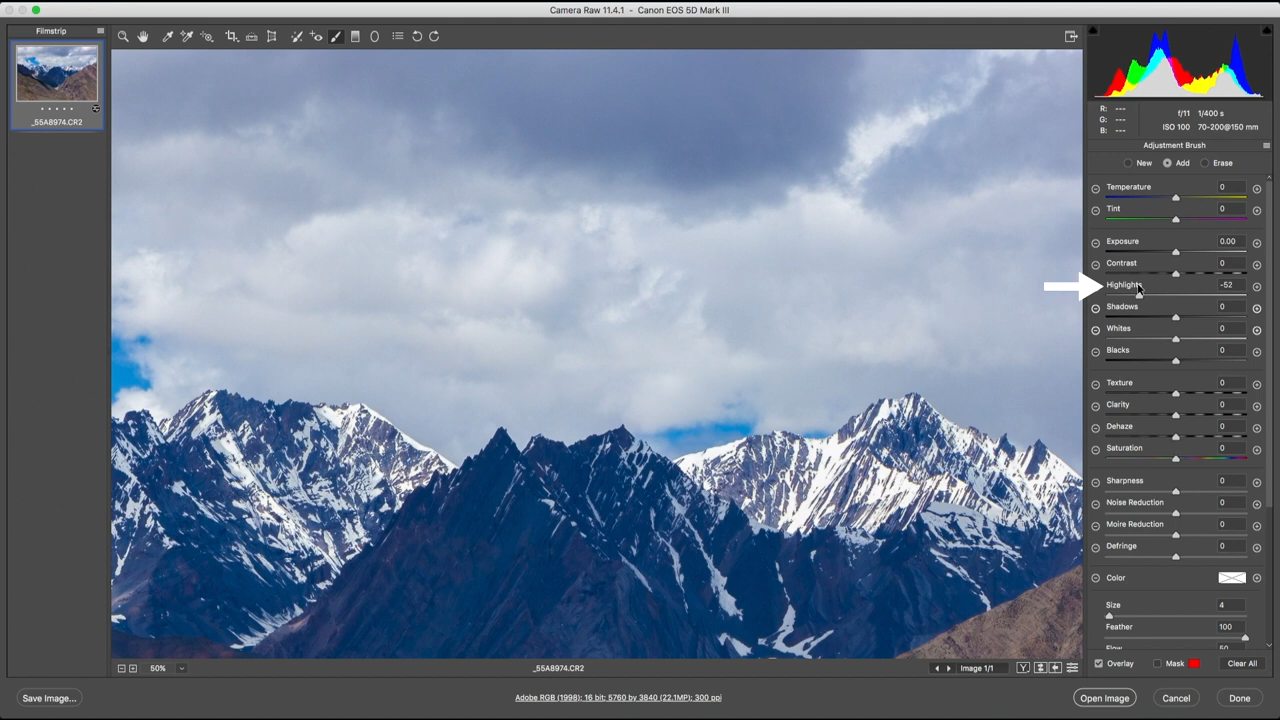 Camera Raw 11.4.1 - Canon EOS 5D Mark III
Filmstrip
_55A8974.CR2
R: ---
G: ---
B: ---
f/11 1/400 s
ISO 100 70-200@150 mm
Adjustment Brush
New Add Erase
Temperature 0
Tint 0
Exposure 0.00
Contrast 0
Highlights -52
Shadows 0
Whites 0
Blacks 0
Texture 0
Clarity 0
Dehaze 0
Saturation 0
Sharpness 0
Noise Reduction 0
Moire Reduction 0
Defringe 0
Color
Size 4
Feather 100
Flow 50
50% _55A8974.CR2 Image 1/1 Y
Overlay Mask Clear All
Save Image... Adobe RGB (1998); 16 bit; 5760 by 3840 (22.1MP); 300 ppi Open Image Cancel Done